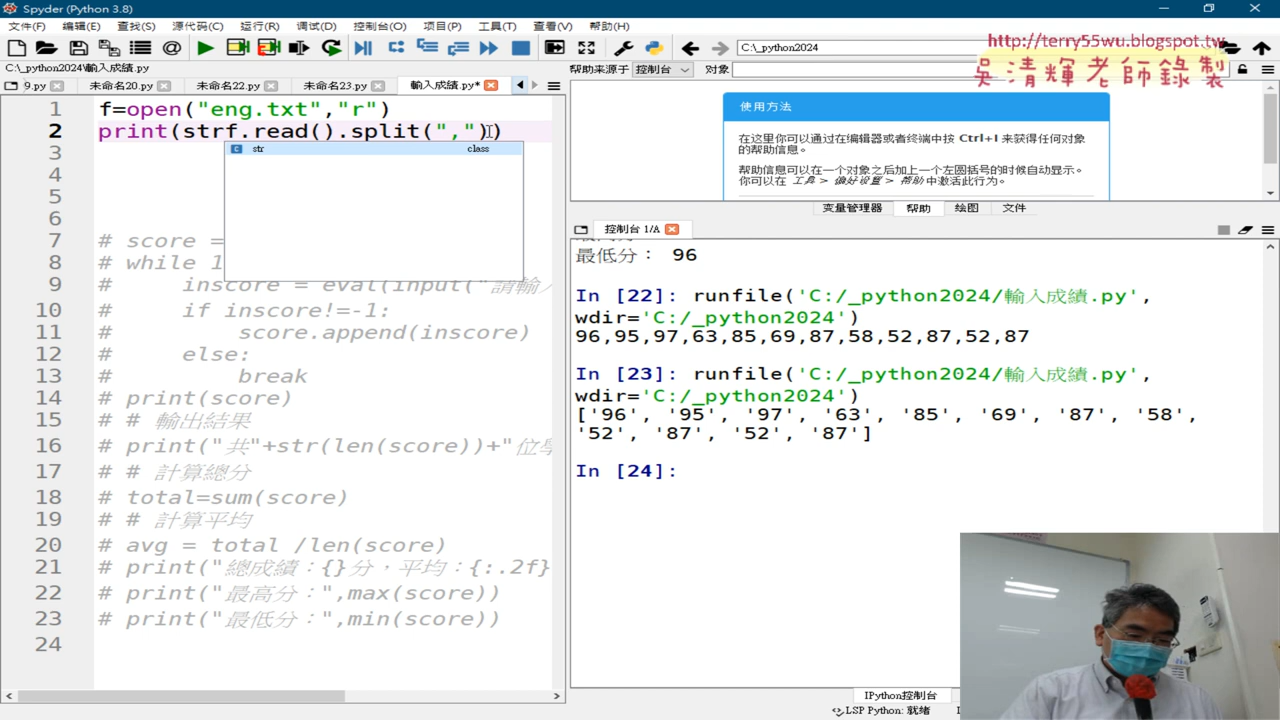 Spyder (Python 3.8)
文件(F) 编辑(E) 查找(S) 源代码(C) 运行(R) 调试(D) 控制台(O) 项目(P) 工具(T) 查看(V) 帮助(H)
C:\_python2024
http://terry55wu.blogspot.tw
吳清輝老師錄製
C:\_python2024\輸入成績.py
帮助来源于 控制台 对象
9.py 未命名20.py 未命名22.py 未命名23.py 輸入成績.py*
1 f=open("eng.txt","r")
2 print(strf.read().split(","))
str class
3
4
5
6
7 # score =
8 # while 1
9 # inscore = eval(input("請輸入
10 # if inscore!=-1:
11 # score.append(inscore)
12 # else:
13 # break
14 # print(score)
15 # # 輸出結果
16 # print("共"+str(len(score))+"位學
17 # # 計算總分
18 # total=sum(score)
19 # # 計算平均
20 # avg = total /len(score)
21 # print("總成績：{}分，平均：{:.2f}
22 # print("最高分：",max(score))
23 # print("最低分：",min(score))
24
使用方法
在这里你可以通过在编辑器或者终端中按 Ctrl+I 来获得任何对象
的帮助信息。
帮助信息可以在一个对象之后加上一个左圆括号的时候自动显示。
你可以在 工具 > 偏好设置 > 帮助 中激活此行为。
变量管理器 帮助 绘图 文件
控制台 1/A
最低分： 96
In [22]: runfile('C:/_python2024/輸入成績.py',
wdir='C:/_python2024')
96,95,97,63,85,69,87,58,52,87,52,87
In [23]: runfile('C:/_python2024/輸入成績.py',
wdir='C:/_python2024')
['96', '95', '97', '63', '85', '69', '87', '58',
'52', '87', '52', '87']
In [24]:
IPython控制台
LSP Python: 就绪